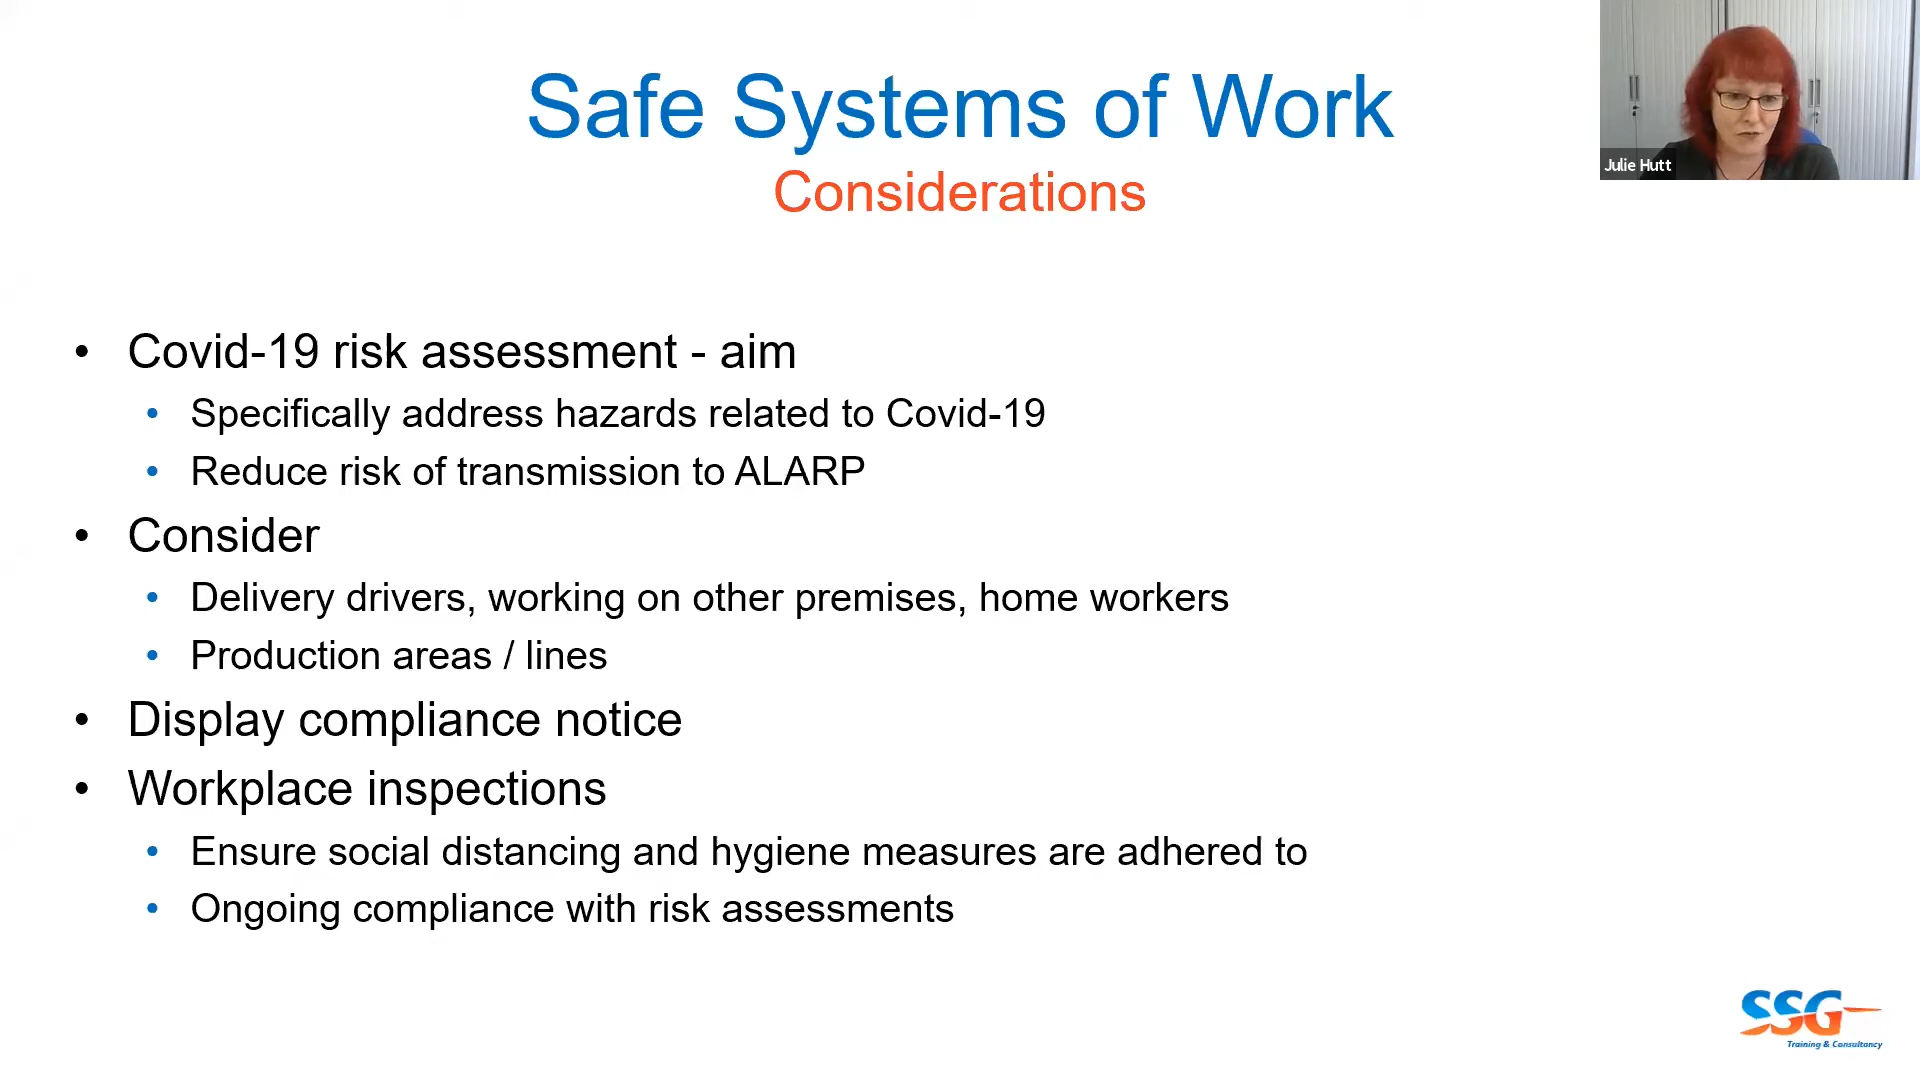 Safe Systems of Work
Considerations
Julie Hutt
• Covid-19 risk assessment - aim
• Specifically address hazards related to Covid-19
• Reduce risk of transmission to ALARP
• Consider
• Delivery drivers, working on other premises, home workers
• Production areas / lines
• Display compliance notice
• Workplace inspections
• Ensure social distancing and hygiene measures are adhered to
• Ongoing compliance with risk assessments
SSG
Training & Consultancy